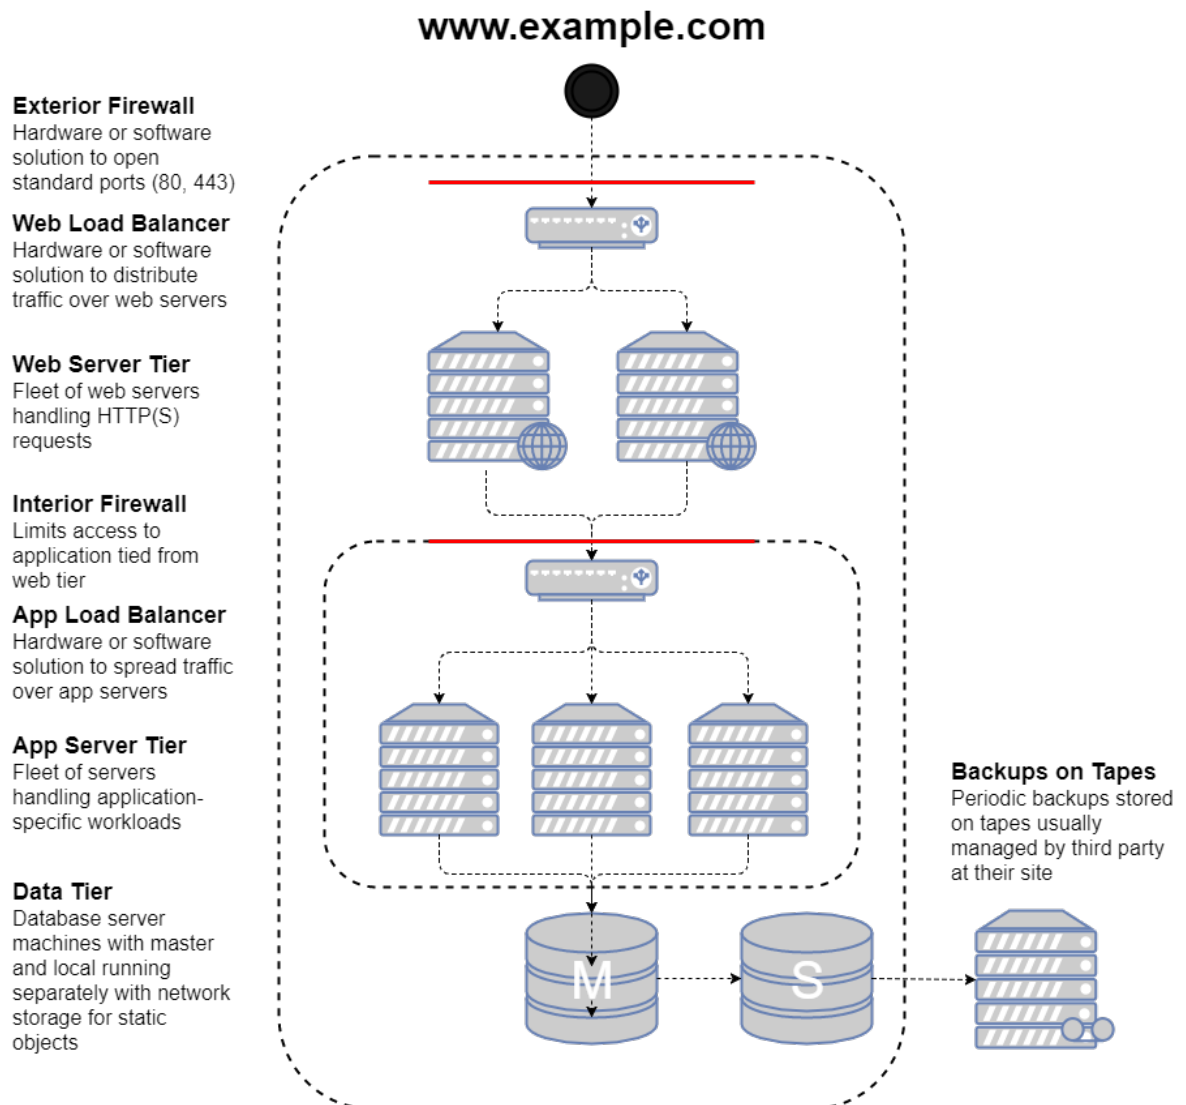 www.example.com
Exterior Firewall
Hardware or software
solution to open
standard ports (80, 443)
Web Load Balancer
Hardware or software
solution to distribute
traffic over web servers
Web Server Tier
Fleet of web servers
handling HTTP(S)
requests
Interior Firewall
Limits access to
application tied from
web tier
App Load Balancer
Hardware or software
solution to spread traffic
over app servers
App Server Tier
Fleet of servers
handling application-
specific workloads
Backups on Tapes
Periodic backups stored
on tapes usually
managed by third party
at their site
Data Tier
Database server
machines with master
and local running
separately with network
storage for static
objects
M
S